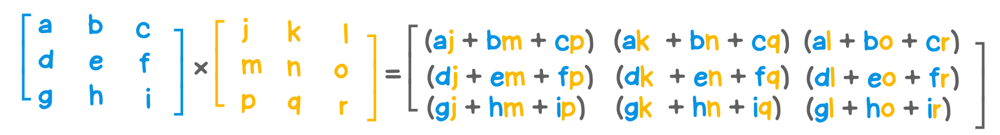 [ a b c ] × [ j k l ] = [ (aj + bm + cp) (ak + bn + cq) (al + bo + cr) ]
d e f m n o (dj + em + fp) (dk + en + fq) (dl + eo + fr)
g h i p q r (gj + hm + ip) (gk + hn + iq) (gl + ho + ir)